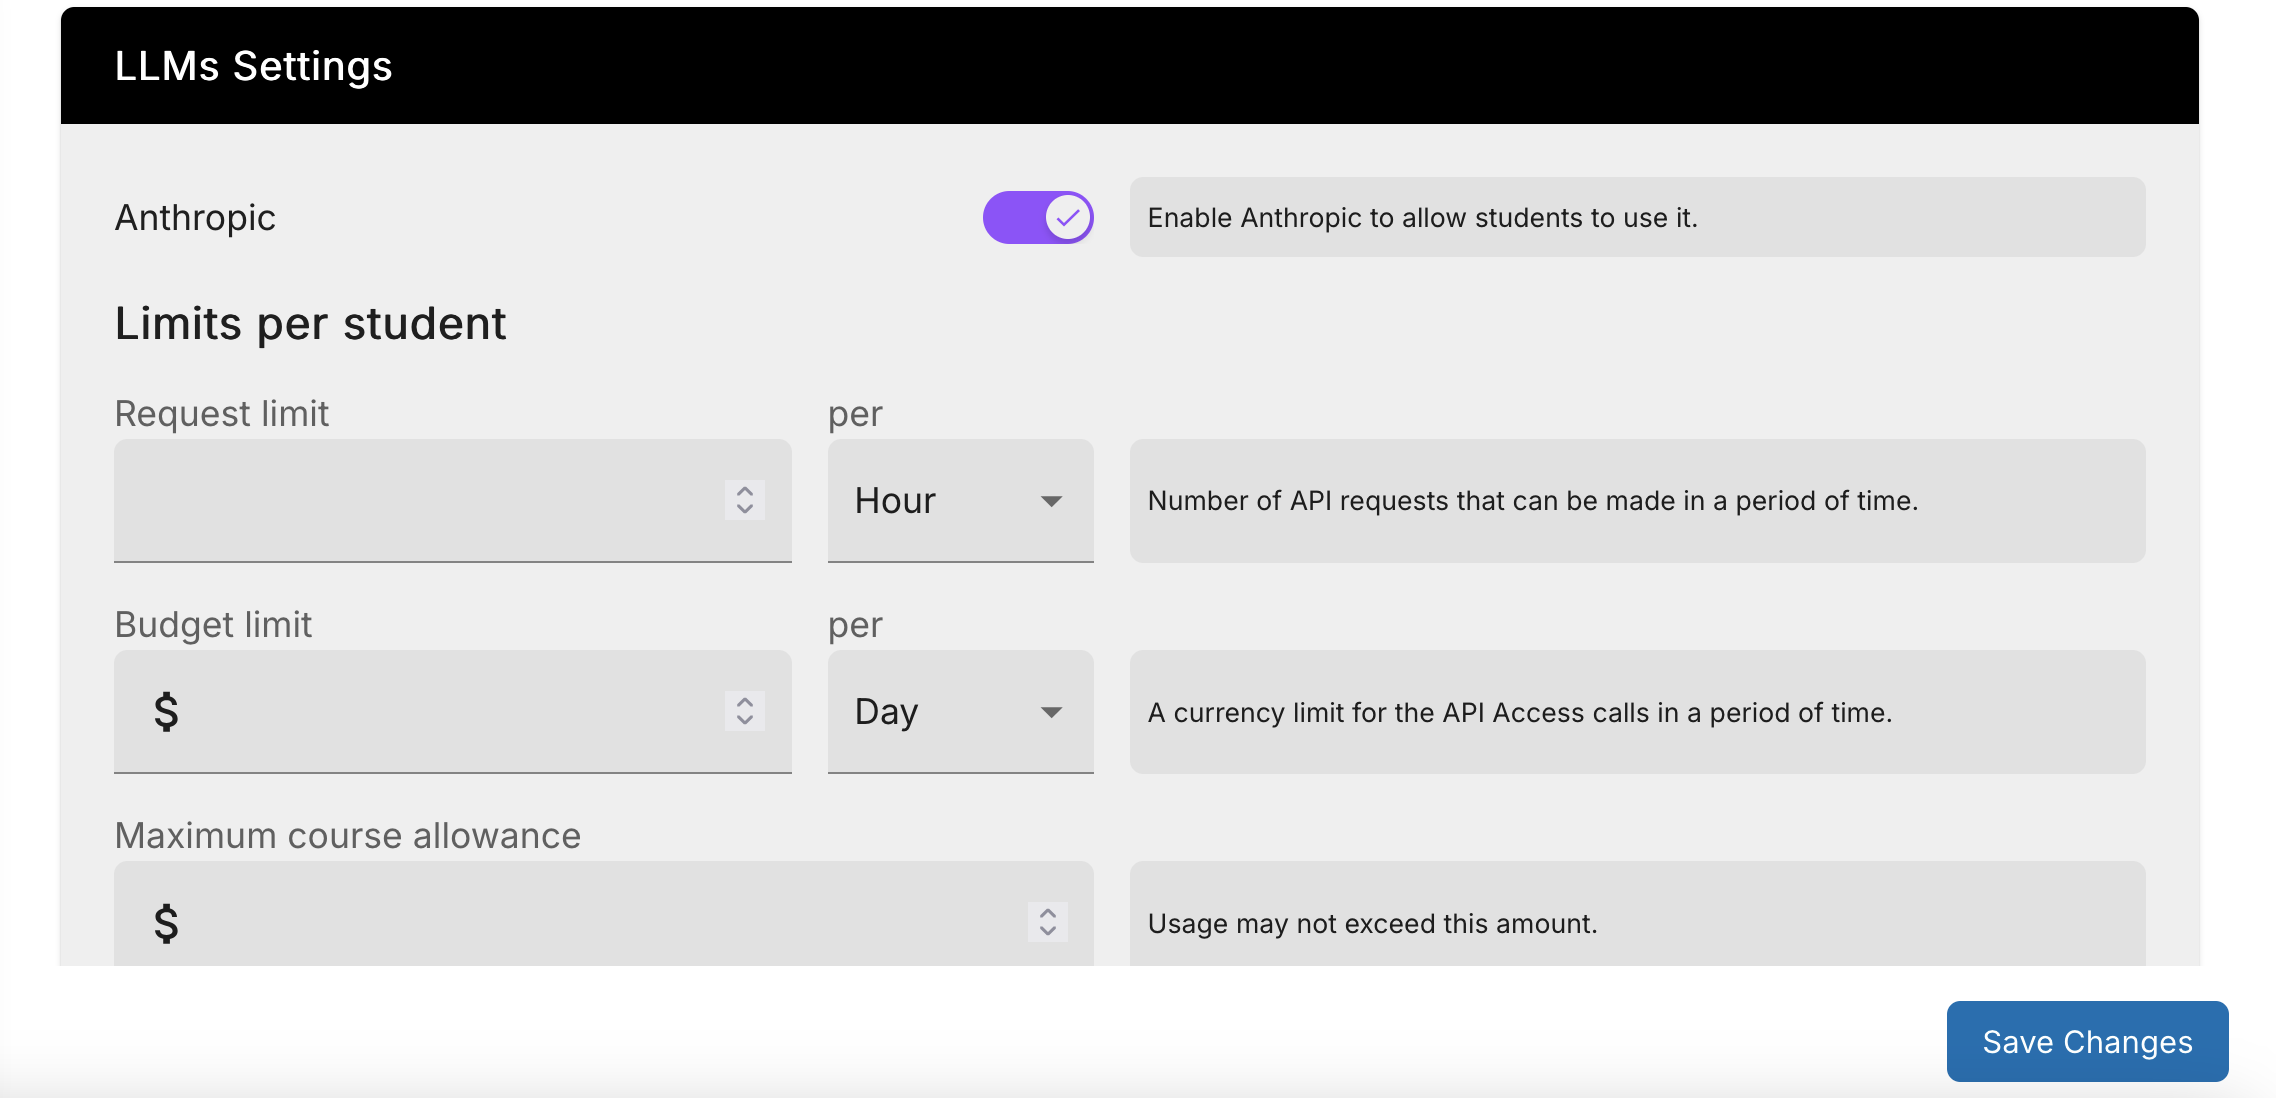 LLMs Settings
Anthropic
Enable Anthropic to allow students to use it.
Limits per student
Request limit
per
Hour
Number of API requests that can be made in a period of time.
Budget limit
per
$
Day
A currency limit for the API Access calls in a period of time.
Maximum course allowance
$
Usage may not exceed this amount.
Save Changes